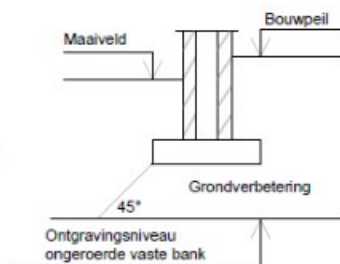 Bouwpeil
Maaiveld
Grondverbetering
45°
Ontgravingsniveau
ongeroerde vaste bank